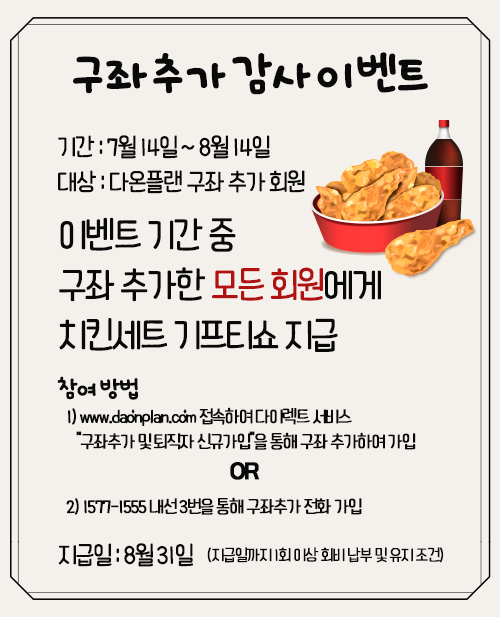 구좌 추가 감사 이벤트
기간 : 7월 14일 ~ 8월 14일
대상 : 다온플랜 구좌 추가 회원
이벤트 기간 중
구좌 추가한 모든 회원에게
치킨세트 기프티쇼 지급
참여 방법
1) www.daonplan.com 접속하여 다이렉트 서비스
"구좌추가 및 퇴직자 신규가입"을 통해 구좌 추가하여 가입
OR
2) 1577-1555 내선 3번을 통해 구좌추가 전화 가입
지급일 : 8월 31일 (지급일까지 1회 이상 회비 납부 및 유지 조건)